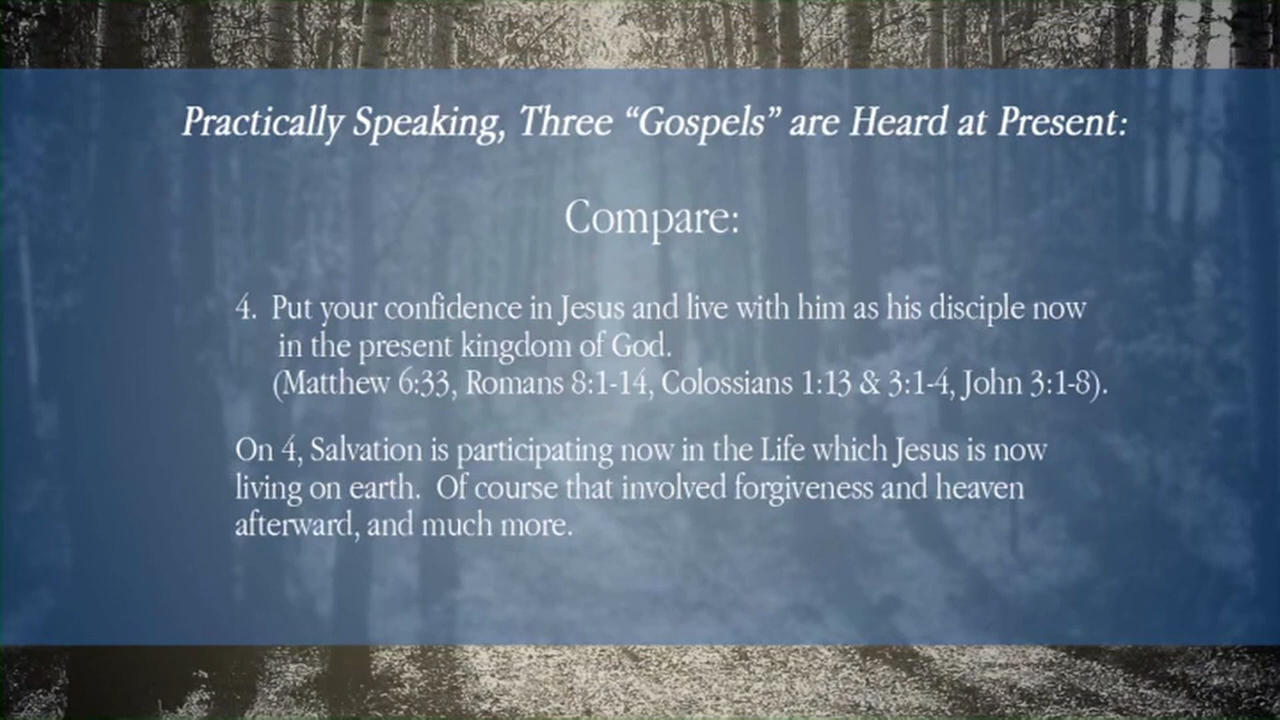 Practically Speaking, Three “Gospels” are Heard at Present:
Compare:
4. Put your confidence in Jesus and live with him as his disciple now
in the present kingdom of God.
(Matthew 6:33, Romans 8:1-14, Colossians 1:13 & 3:1-4, John 3:1-8).
On 4, Salvation is participating now in the Life which Jesus is now
living on earth. Of course that involved forgiveness and heaven
afterward, and much more.